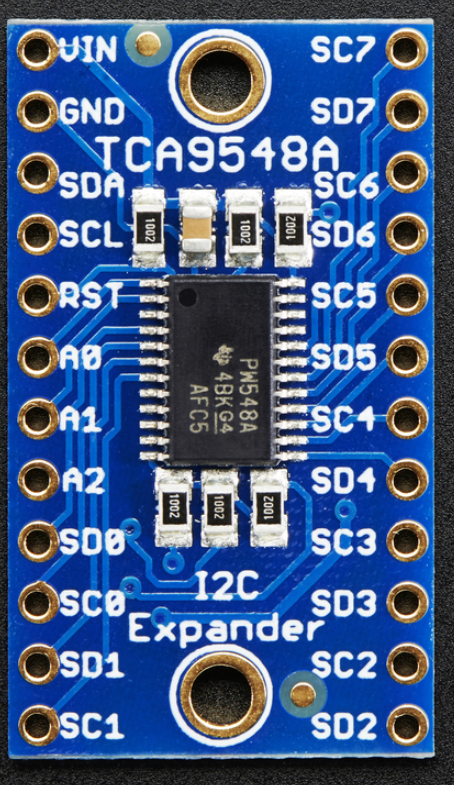 VIN
GND
SDA
SCL
RST
A0
A1
A2
SD0
SC0
SD1
SC1
TCA9548A
1002
1002
1002
PW548A
4BKG4
AFC5
1002
1002
1002
I2C
Expander
SC7
SD7
SC6
SD6
SC5
SD5
SC4
SD4
SC3
SD3
SC2
SD2